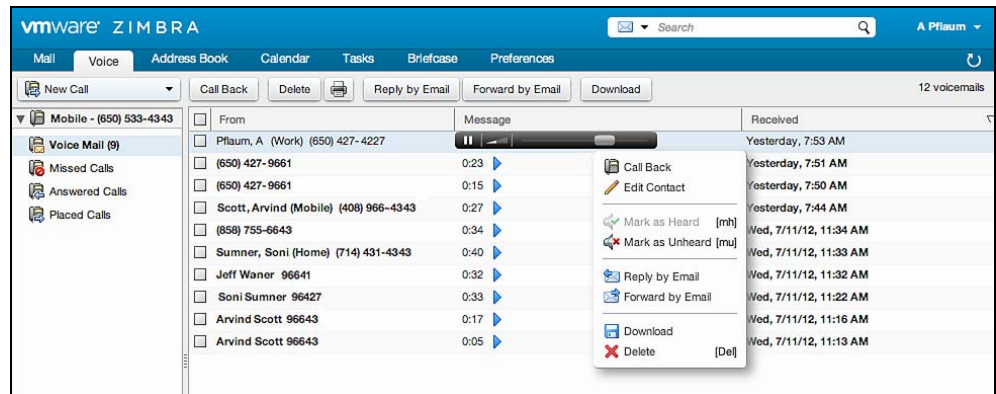 vmware ZIMBRA
Search
A Pflaum
Mail Voice Address Book Calendar Tasks Briefcase Preferences
New Call Call Back Delete Reply by Email Forward by Email Download 12 voicemails
Mobile - (650) 533-4343
Voice Mail (9)
Missed Calls
Answered Calls
Placed Calls
From Message Received
Pflaum, A (Work) (650) 427-4227 Yesterday, 7:53 AM
(650) 427-9661 0:23 Yesterday, 7:51 AM
(650) 427-9661 0:15 Yesterday, 7:50 AM
Scott, Arvind (Mobile) (408) 966-4343 0:27 Yesterday, 7:44 AM
(858) 755-6643 0:34 Wed, 7/11/12, 11:34 AM
Sumner, Soni (Home) (714) 431-4343 0:40 Wed, 7/11/12, 11:33 AM
Jeff Waner 96641 0:32 Wed, 7/11/12, 11:32 AM
Soni Sumner 96427 0:33 Wed, 7/11/12, 11:22 AM
Arvind Scott 96643 0:17 Wed, 7/11/12, 11:16 AM
Arvind Scott 96643 0:05 Wed, 7/11/12, 11:13 AM
Call Back
Edit Contact
Mark as Heard [mh]
Mark as Unheard [mu]
Reply by Email
Forward by Email
Download
Delete [Del]